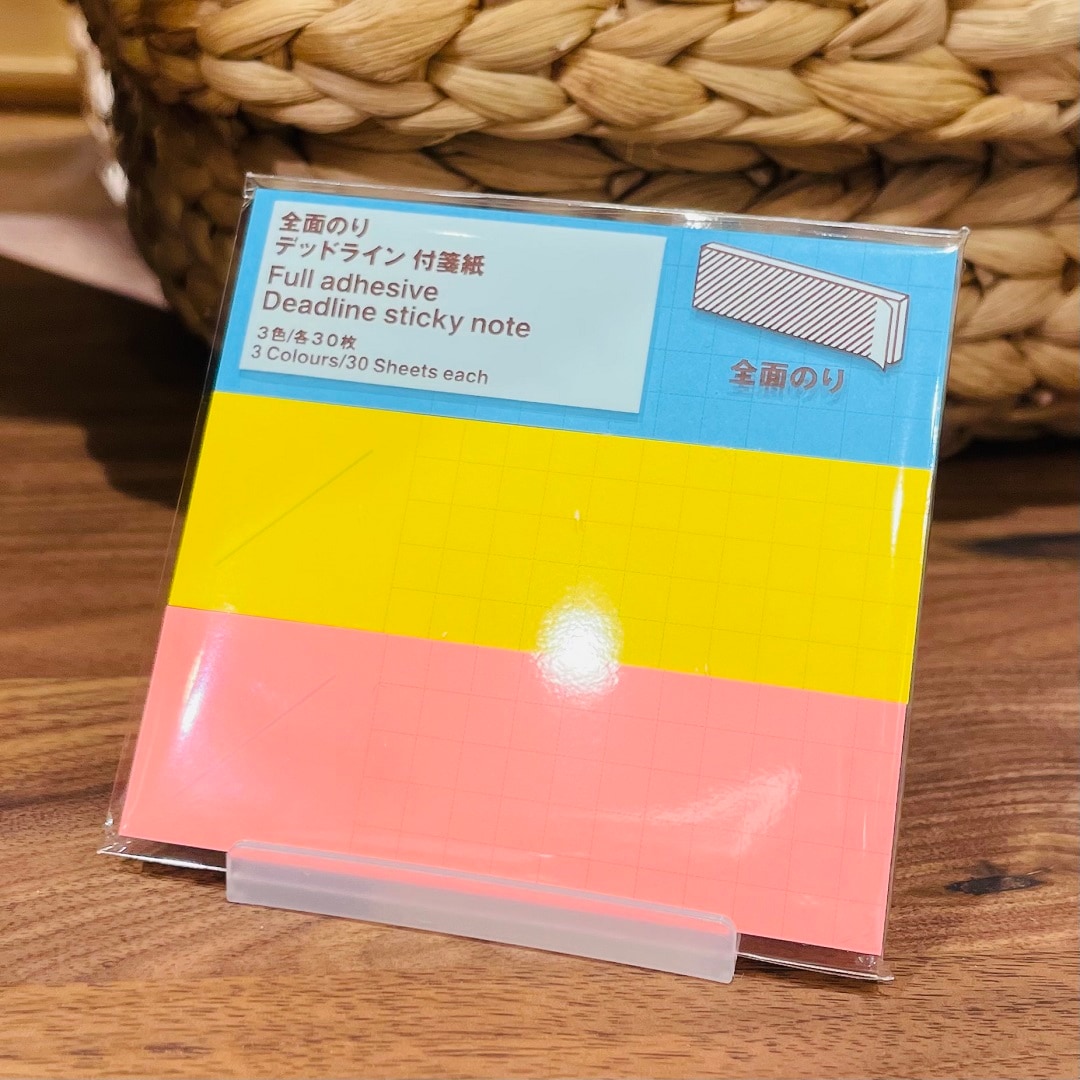 全面のり
デッドライン 付箋紙
Full adhesive
Deadline sticky note
3色/各30枚
3 Colours/30 Sheets each
全面のり